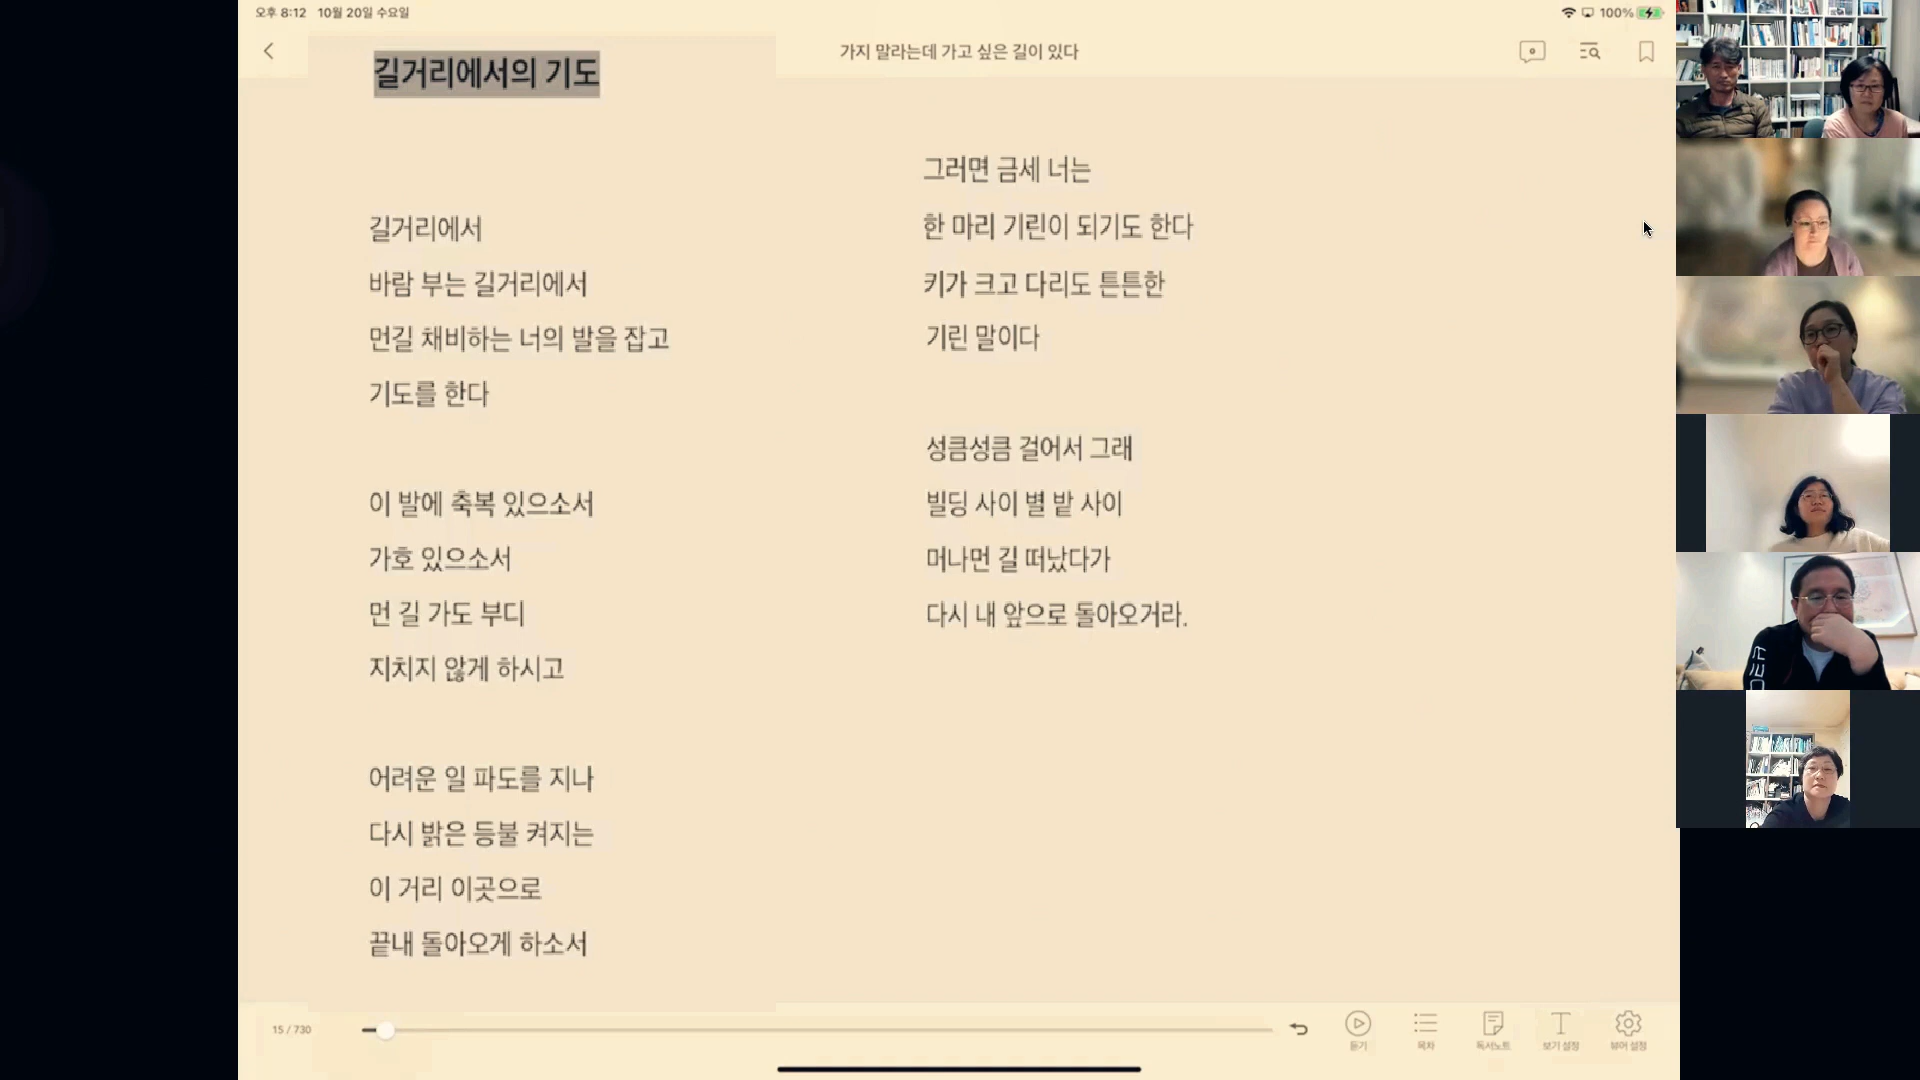 오후 8:12 10월 20일 수요일
100%
가지 말라는데 가고 싶은 길이 있다
길거리에서의 기도
길거리에서
바람 부는 길거리에서
먼길 채비하는 너의 발을 잡고
기도를 한다
이 발에 축복 있으소서
가호 있으소서
먼 길 가도 부디
지치지 않게 하시고
어려운 일 파도를 지나
다시 밝은 등불 켜지는
이 거리 이곳으로
끝내 돌아오게 하소서
그러면 금세 너는
한 마리 기린이 되기도 한다
키가 크고 다리도 튼튼한
기린 말이다
성큼성큼 걸어서 그래
빌딩 사이 별 밭 사이
머나먼 길 떠났다가
다시 내 앞으로 돌아오거라.
15 / 730
듣기
목차
독서노트
보기 설정
뷰어 설정